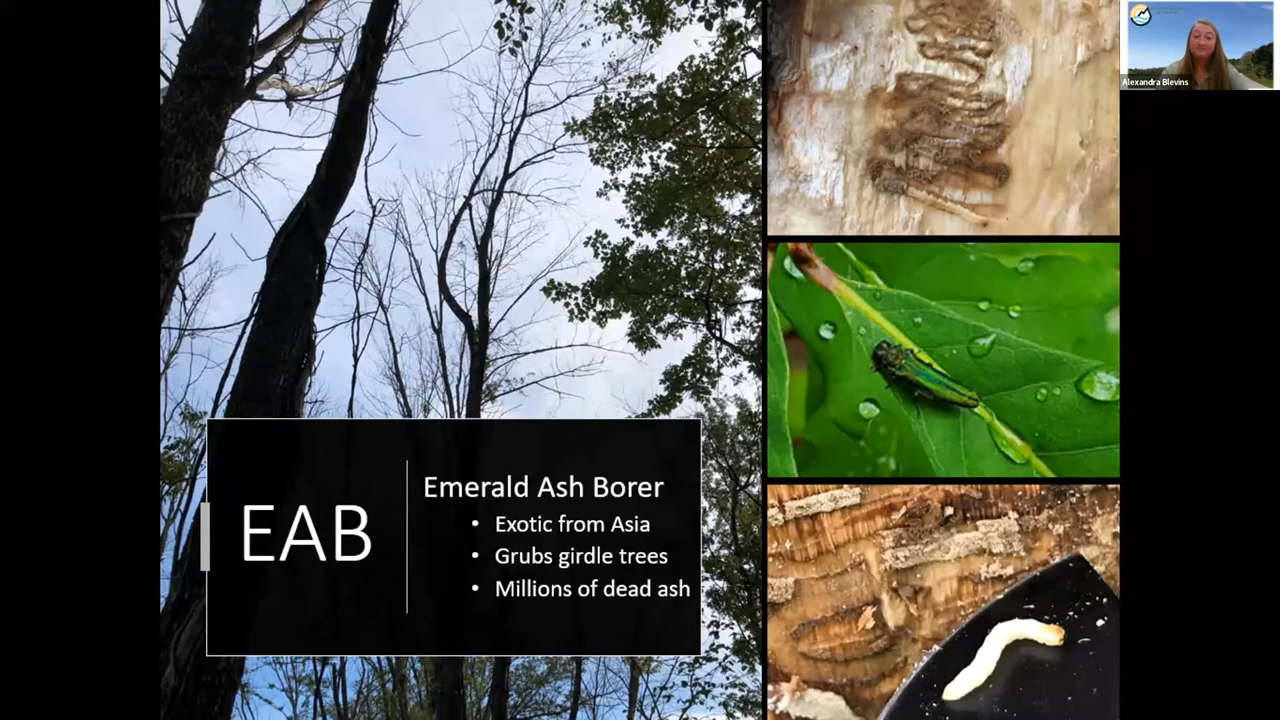 EAB
Emerald Ash Borer
• Exotic from Asia
• Grubs girdle trees
• Millions of dead ash
Alexandra Blevins